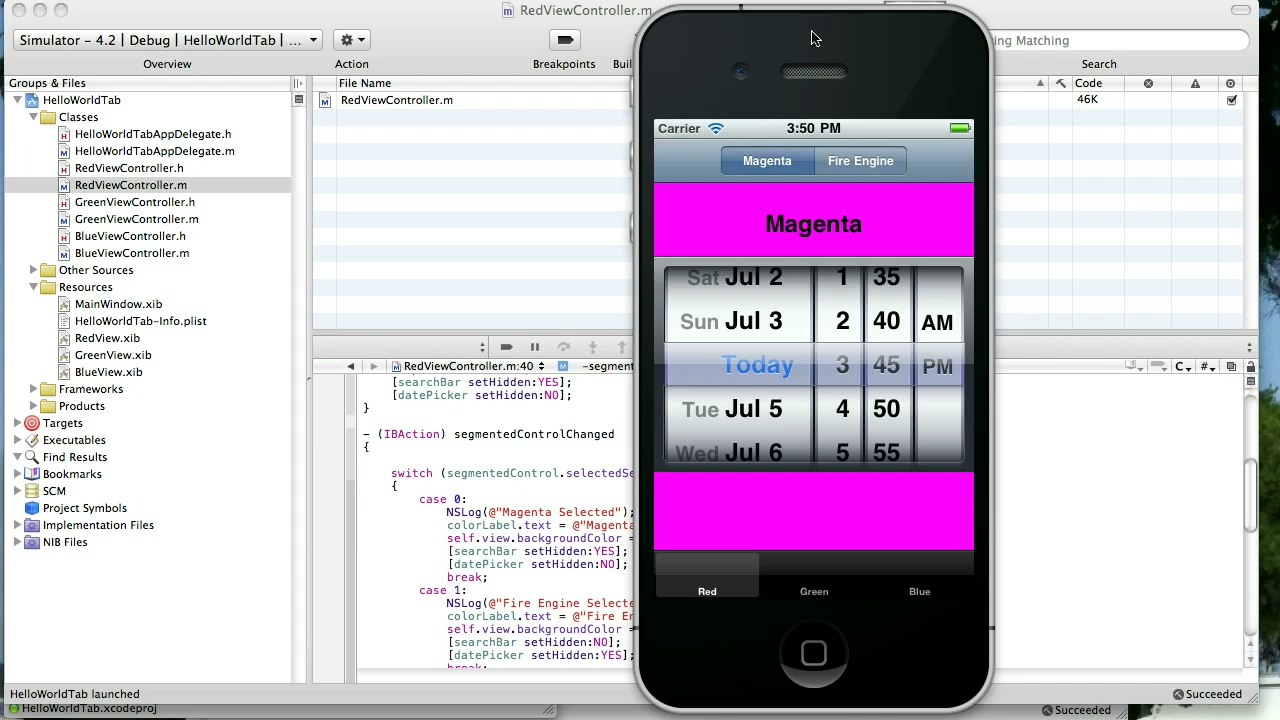 RedViewController.m
Simulator - 4.2 | Debug | HelloWorldTab | ...
ing Matching
Overview
Action
Breakpoints
Search
Groups & Files
File Name
Code
HelloWorldTab
RedViewController.m
46K
Classes
HelloWorldTabAppDelegate.h
HelloWorldTabAppDelegate.m
RedViewController.h
RedViewController.m
GreenViewController.h
GreenViewController.m
BlueViewController.m
Other Sources
Resources
MainWindow.xib
HelloWorldTab-Info.plist
RedView.xib
GreenView.xib
BlueView.xib
Frameworks
Products
Targets
Executables
Find Results
Bookmarks
SCM
Project Symbols
Implementation Files
NIB Files
RedViewController.m:40
C
#
[searchBar setHidden:YES];
[datePicker setHidden:NO];
}
- (IBAction) segmentedControlChanged
{
switch (segmentedControl.selectedSe
{
case 0:
NSLog(@"Magenta Selected");
colorLabel.text = @"Magenta
self.view.backgroundColor =
[searchBar setHidden:YES];
[datePicker setHidden:NO];
break;
case 1:
NSLog(@"Fire Engine Selecte
colorLabel.text = @"Fire En
self.view.backgroundColor =
[searchBar setHidden:NO];
[datePicker setHidden:YES];
break;
Carrier 3:50 PM
Magenta Fire Engine
Magenta
Sat Jul 2 1 35
Sun Jul 3 2 40 AM
Today 3 45 PM
Tue Jul 5 4 50
Wed Jul 6 5 55
Red Green Blue
HelloWorldTab launched
Succeeded
HelloWorldTab.xcodeproj
Succeeded